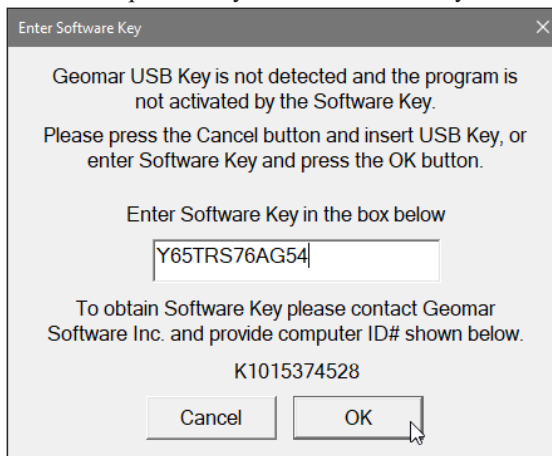 Enter Software Key
Geomar USB Key is not detected and the program is
not activated by the Software Key.
Please press the Cancel button and insert USB Key, or
enter Software Key and press the OK button.
Enter Software Key in the box below
Y65TRS76AG54
To obtain Software Key please contact Geomar
Software Inc. and provide computer ID# shown below.
K1015374528
Cancel OK